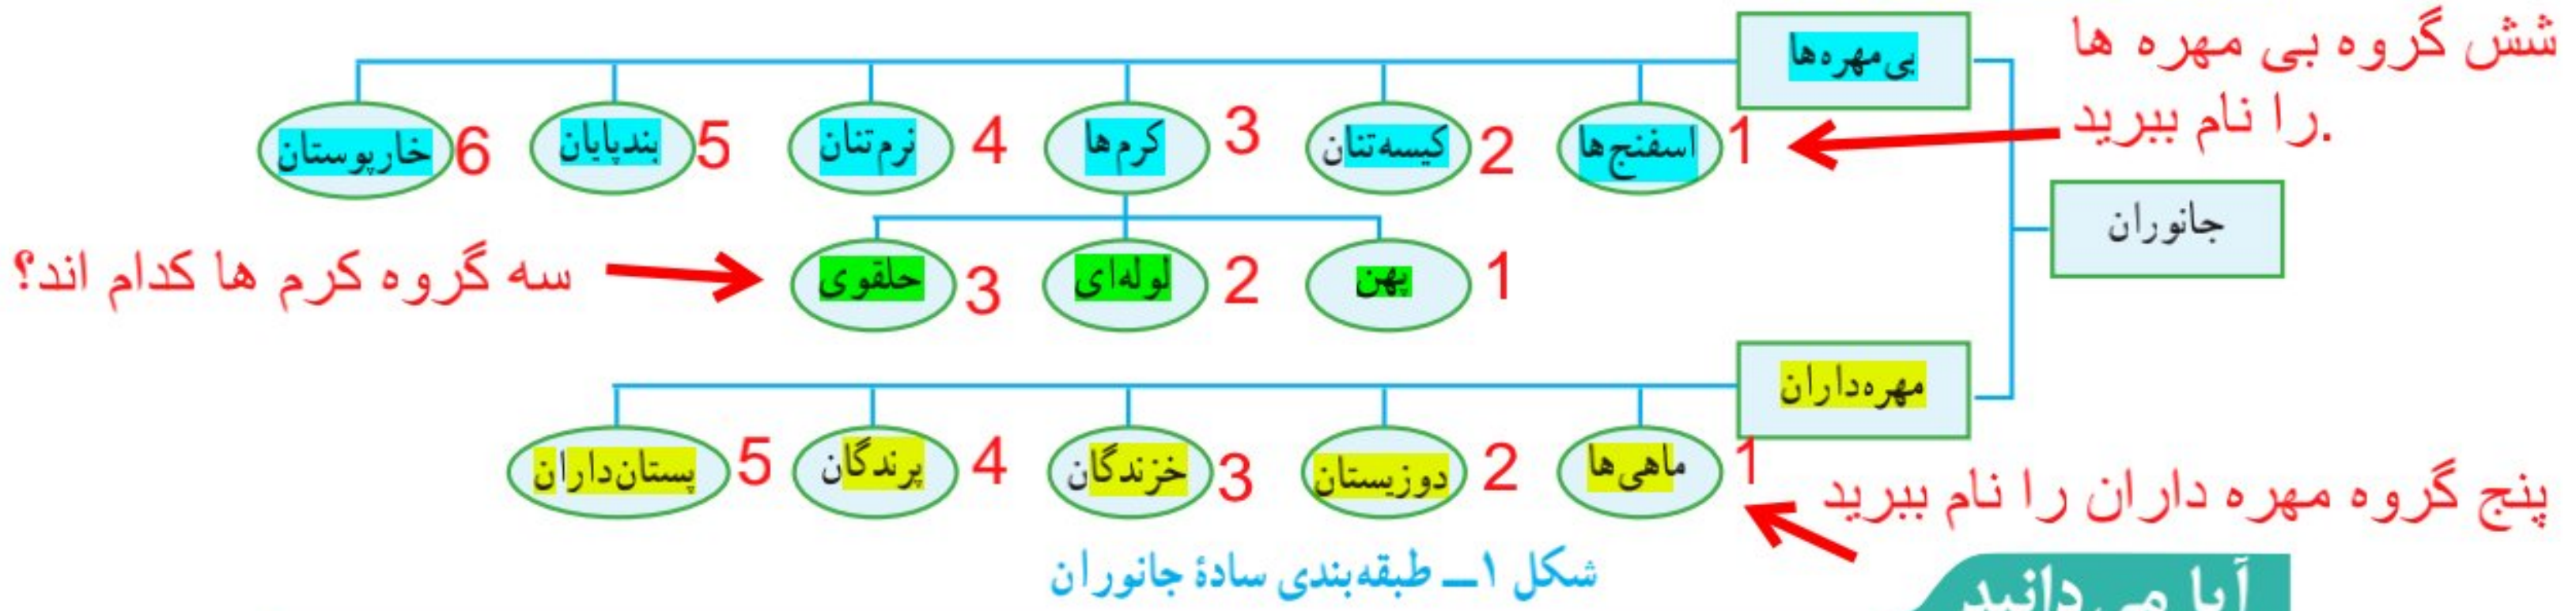 شش گروه بی مهره ها
را نام ببرید.
بی‌مهره‌ها
1 اسفنج‌ها
2 کیسه‌تنان
3 کرم‌ها
4 نرم‌تنان
5 بندپایان
6 خارپوستان
جانوران
1 پهن
2 لوله‌ای
3 حلقوی
سه گروه کرم ها کدام اند؟
مهره‌داران
1 ماهی‌ها
2 دوزیستان
3 خزندگان
4 پرندگان
5 پستان‌داران
پنج گروه مهره داران را نام ببرید
شکل ۱ــ طبقه‌بندی سادهٔ جانوران
آیا می‌دانید